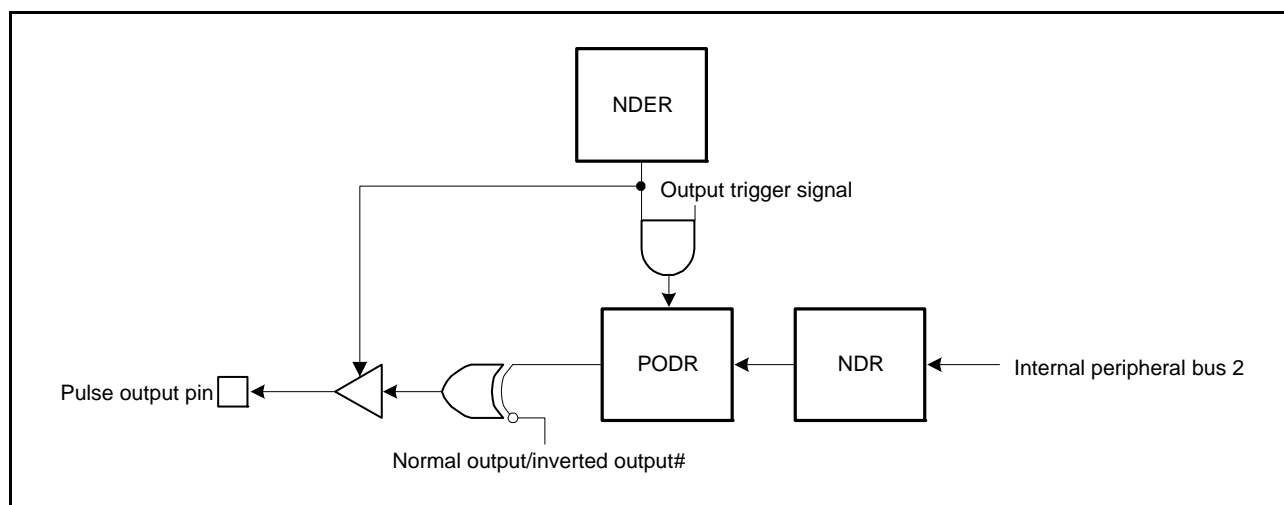 NDER
Output trigger signal
PODR
NDR
Internal peripheral bus 2
Pulse output pin
Normal output/inverted output#